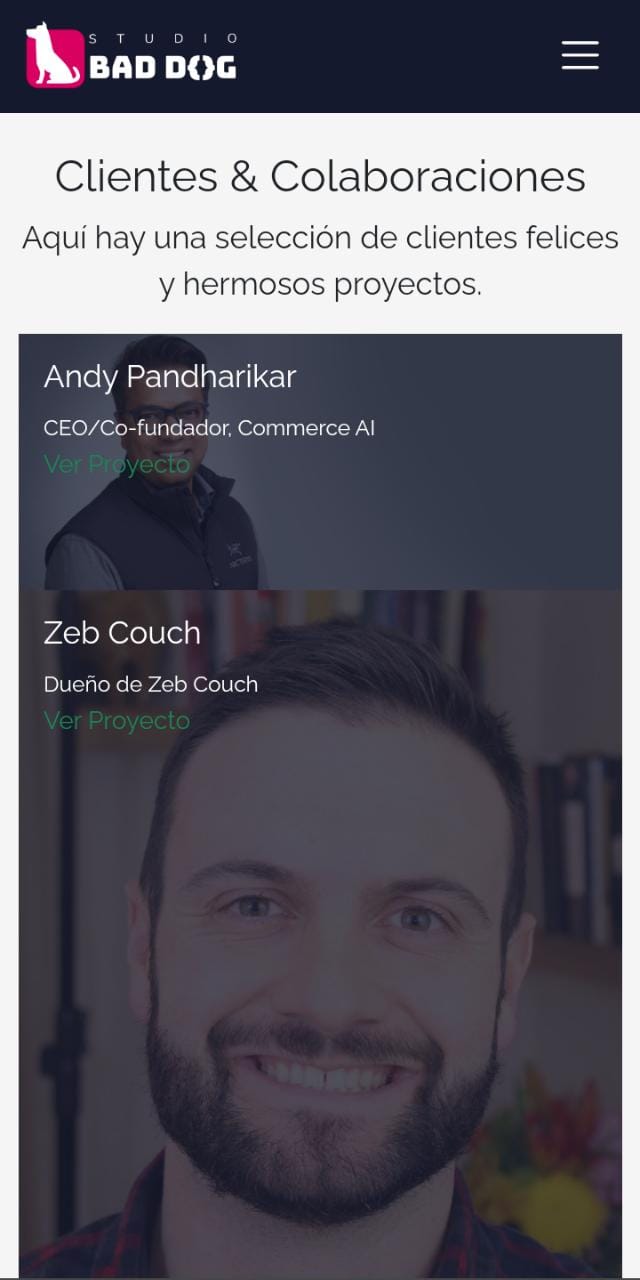 STUDIO
BAD DOG
Clientes & Colaboraciones
Aquí hay una selección de clientes felices
y hermosos proyectos.
Andy Pandharikar
CEO/Co-fundador, Commerce AI
Ver Proyecto
Zeb Couch
Dueño de Zeb Couch
Ver Proyecto